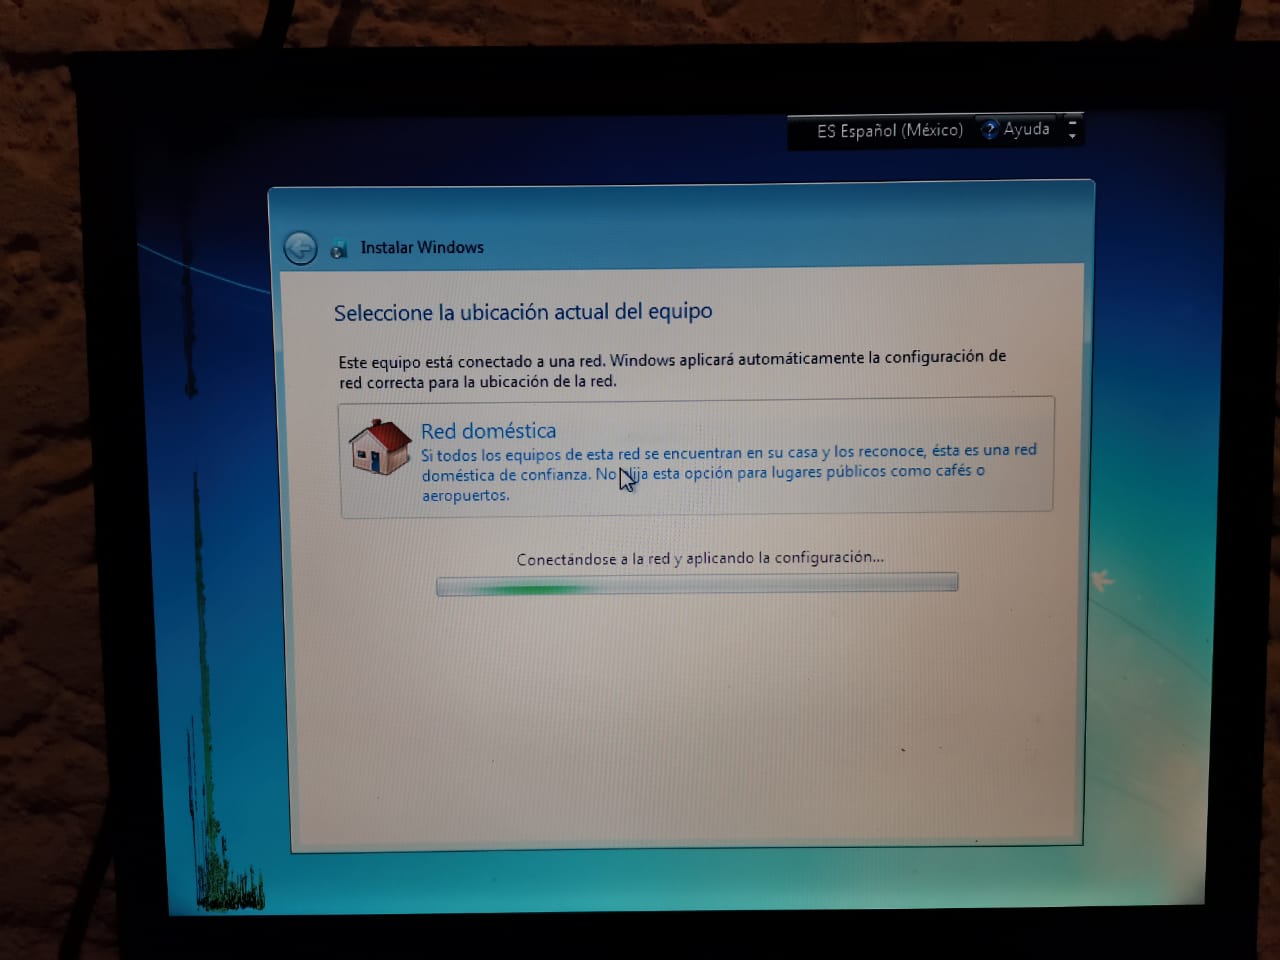 ES Español (México) Ayuda
Instalar Windows
Seleccione la ubicación actual del equipo
Este equipo está conectado a una red. Windows aplicará automáticamente la configuración de
red correcta para la ubicación de la red.
Red doméstica
Si todos los equipos de esta red se encuentran en su casa y los reconoce, ésta es una red
doméstica de confianza. No esta opción para lugares públicos como cafés o
aeropuertos.
Conectándose a la red y aplicando la configuración...